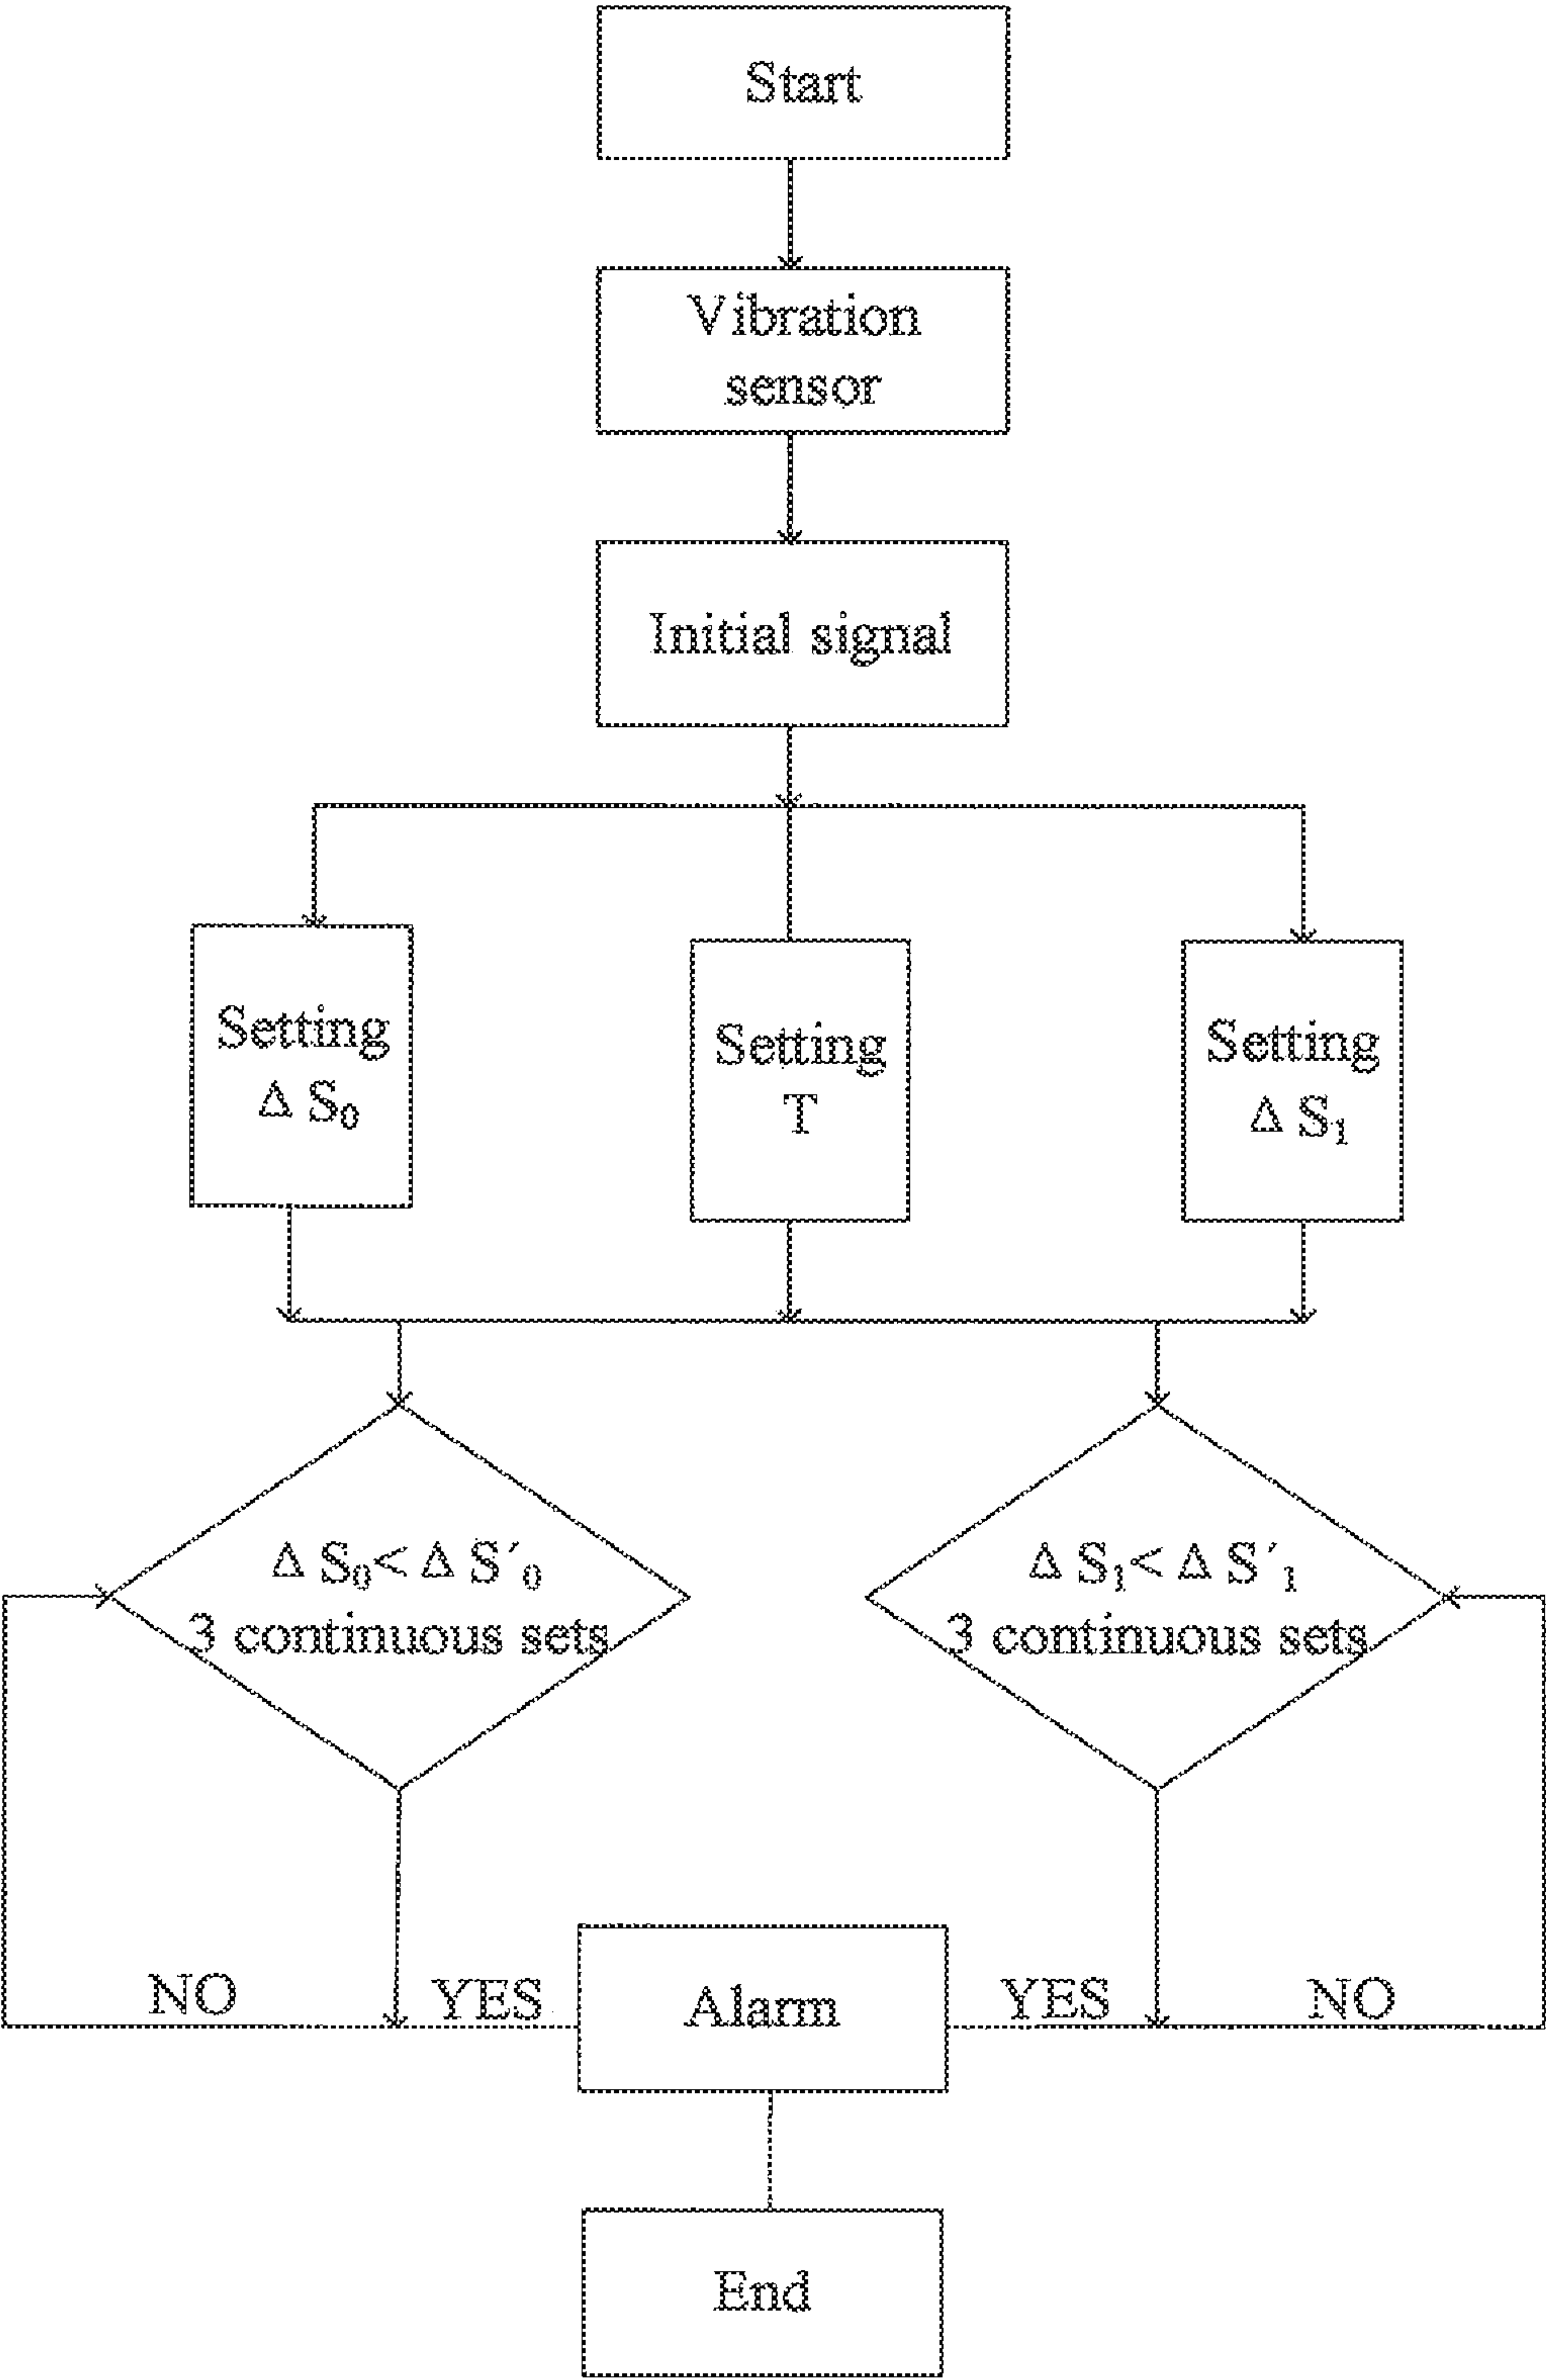 Start
Vibration
sensor
Initial signal
Setting
Δ S₀
Setting
T
Setting
Δ S₁
Δ S₀< Δ S´₀
3 continuous sets
Δ S₁< Δ S´₁
3 continuous sets
NO
YES
Alarm
YES
NO
End